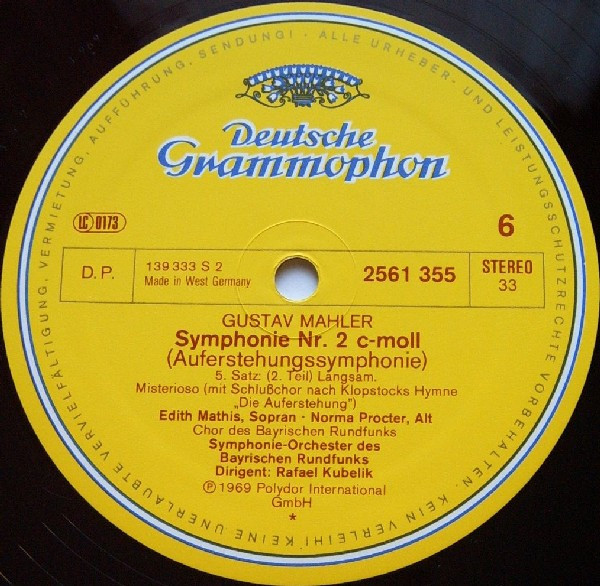 ALLE URHEBER- UND LEISTUNGSSCHUTZRECHTE VORBEHALTEN. KEIN VERLEIH! KEINE UNERLAUBTE VERVIELFÄLTIGUNG, VERMIETUNG, AUFFÜHRUNG, SENDUNG! -
Deutsche
Grammophon
LC 0173
6
D.P.
139 333 S 2
Made in West Germany
2561 355
STEREO
33
GUSTAV MAHLER
Symphonie Nr. 2 c-moll
(Auferstehungssymphonie)
5. Satz: (2. Teil) Langsam.
Misterioso (mit Schlußchor nach Klopstocks Hymne
„Die Auferstehung")
Edith Mathis, Sopran · Norma Procter, Alt
Chor des Bayrischen Rundfunks
Symphonie-Orchester des
Bayrischen Rundfunks
Dirigent: Rafael Kubelik
Ⓟ 1969 Polydor International
GmbH
*